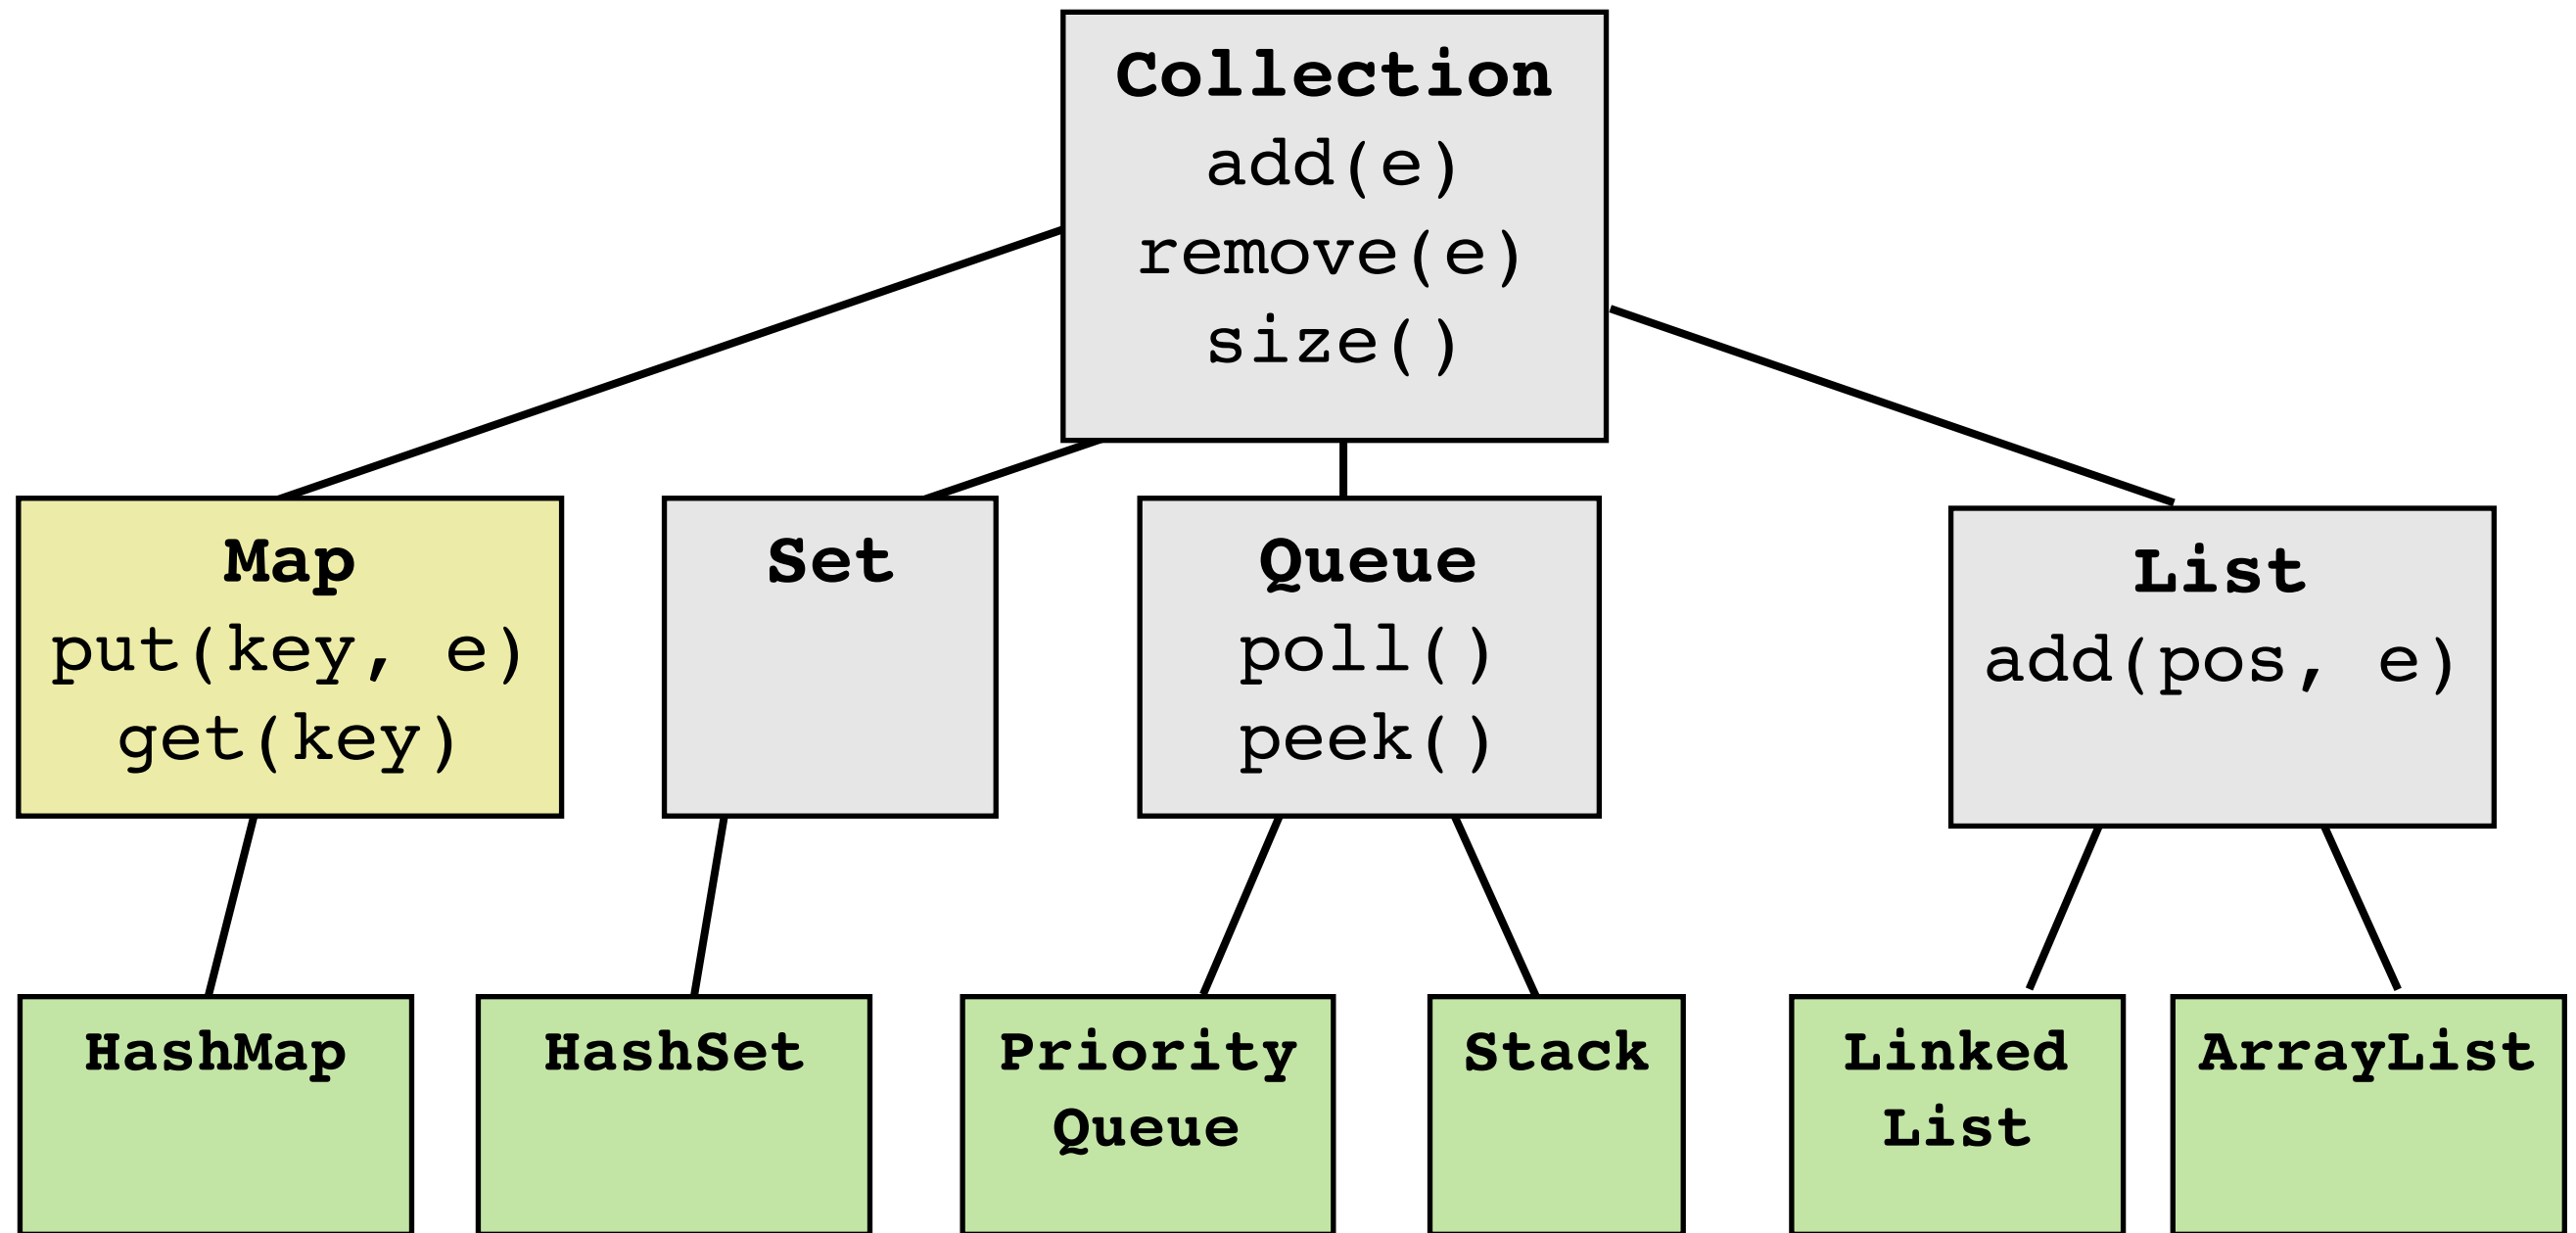 Collection
add(e)
remove(e)
size()
Map
put(key, e)
get(key)
Set
Queue
poll()
peek()
List
add(pos, e)
HashMap
HashSet
Priority
Queue
Stack
Linked
List
ArrayList